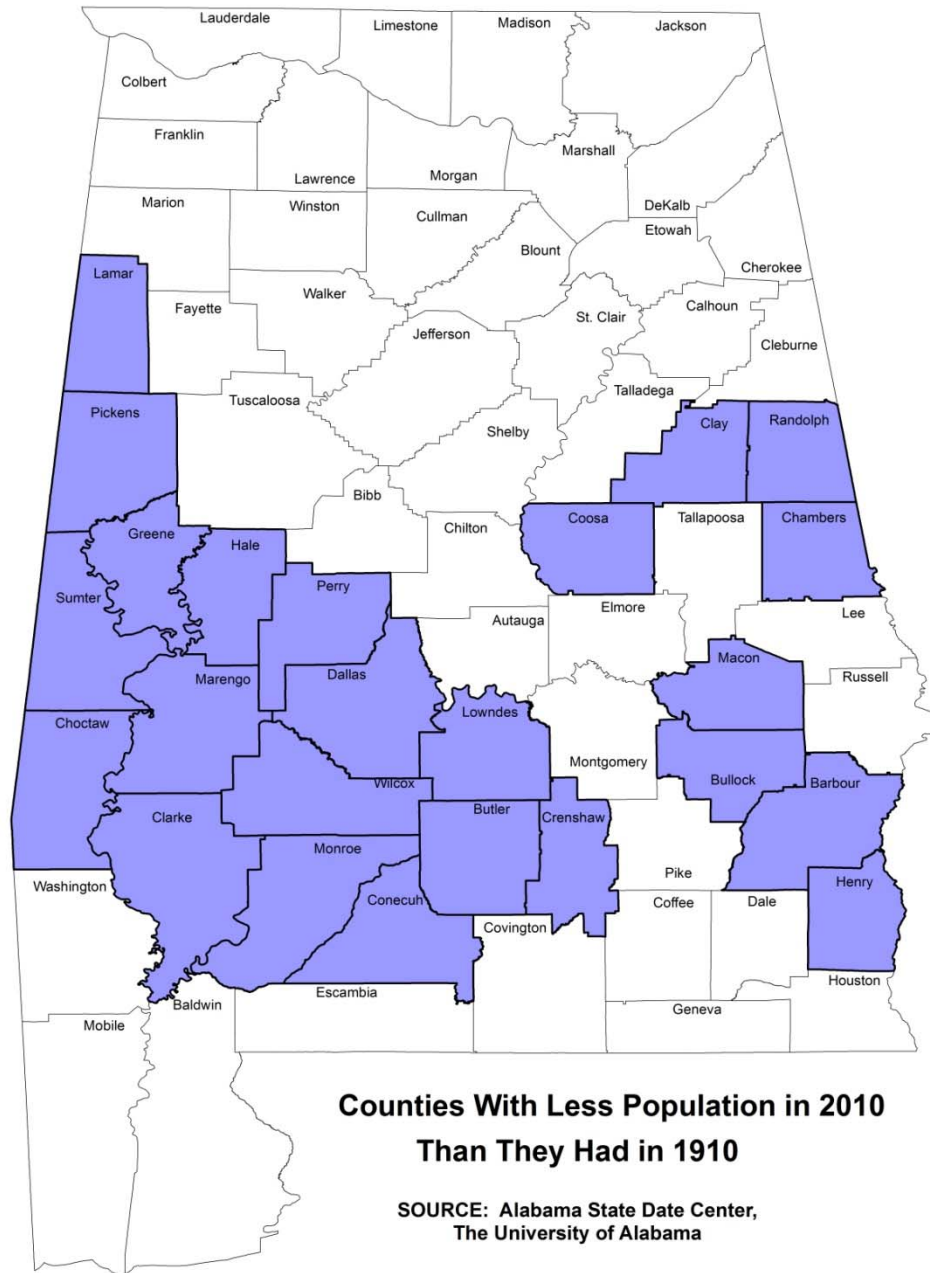 Lauderdale
Limestone
Madison
Jackson
Colbert
Franklin
Lawrence
Morgan
Marshall
DeKalb
Marion
Winston
Cullman
Blount
Etowah
Cherokee
Lamar
Fayette
Walker
Jefferson
St. Clair
Calhoun
Cleburne
Pickens
Tuscaloosa
Shelby
Talladega
Clay
Randolph
Bibb
Chilton
Coosa
Tallapoosa
Chambers
Greene
Hale
Perry
Sumter
Autauga
Elmore
Lee
Marengo
Dallas
Lowndes
Macon
Russell
Choctaw
Wilcox
Montgomery
Bullock
Barbour
Clarke
Butler
Crenshaw
Monroe
Pike
Washington
Conecuh
Coffee
Dale
Henry
Covington
Baldwin
Escambia
Houston
Mobile
Geneva
Counties With Less Population in 2010
Than They Had in 1910
SOURCE: Alabama State Date Center,
The University of Alabama